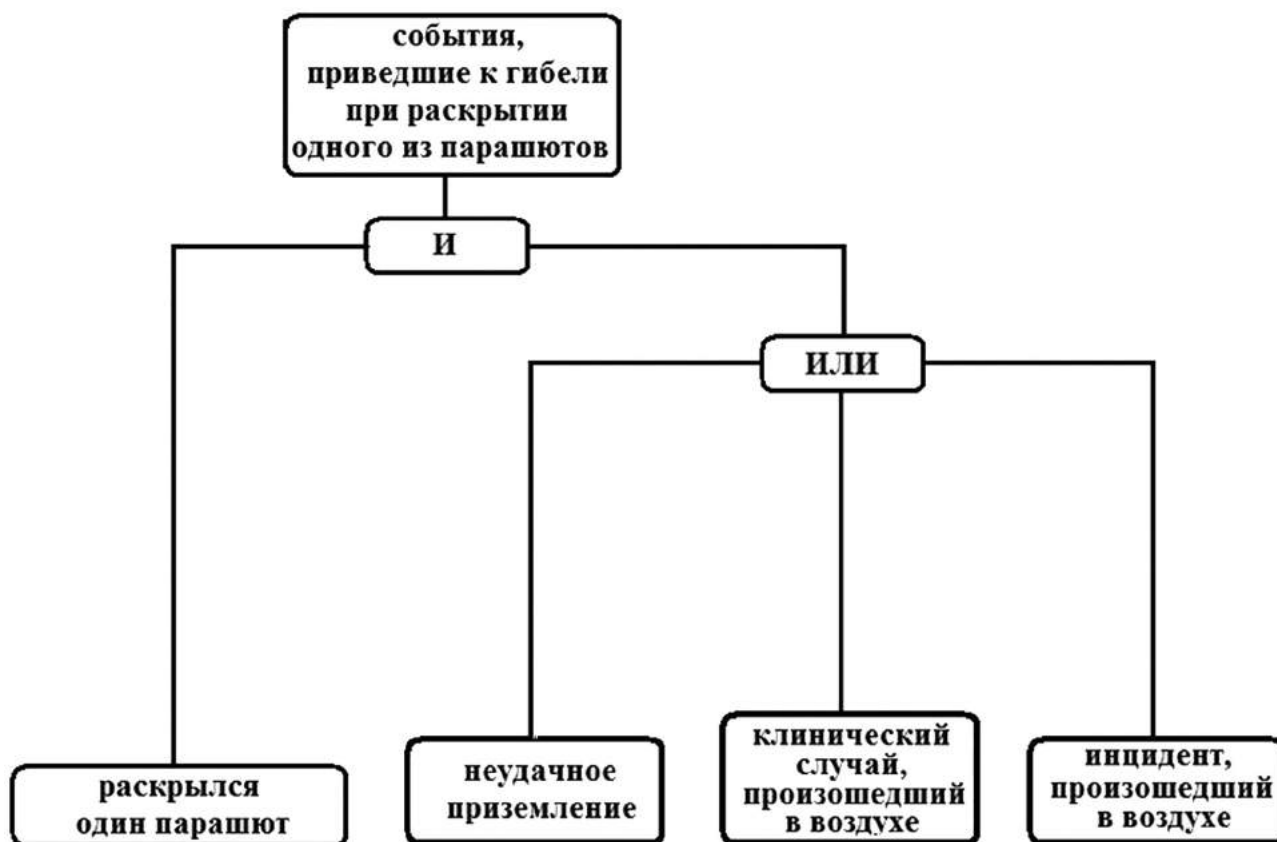 события,
приведшие к гибели
при раскрытии
одного из парашютов
И
ИЛИ
раскрылся
один парашют
неудачное
приземление
клинический
случай,
произошедший
в воздухе
инцидент,
произошедший
в воздухе